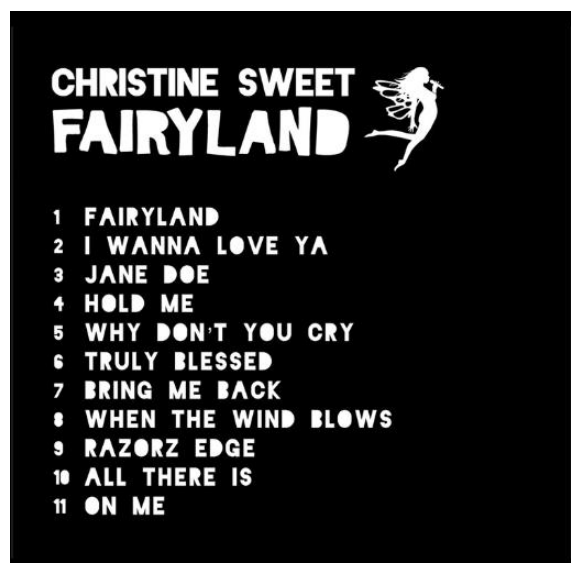 CHRISTINE SWEET
FAIRYLAND
1 FAIRYLAND
2 I WANNA LOVE YA
3 JANE DOE
4 HOLD ME
5 WHY DON'T YOU CRY
6 TRULY BLESSED
7 BRING ME BACK
8 WHEN THE WIND BLOWS
9 RAZORZ EDGE
10 ALL THERE IS
11 ON ME